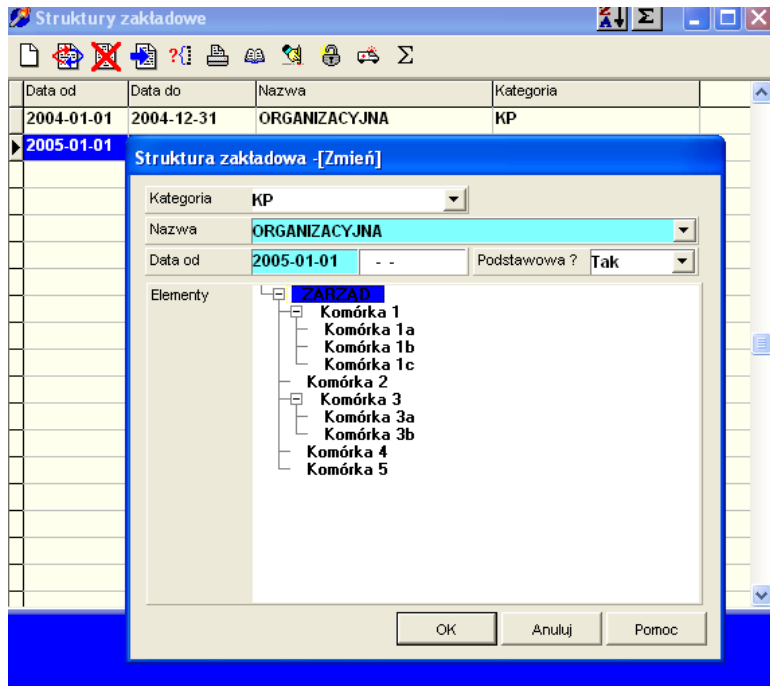 Struktury zakładowe
Data od Data do Nazwa Kategoria
2004-01-01 2004-12-31 ORGANIZACYJNA KP
2005-01-01
Struktura zakładowa -[Zmień]
Kategoria KP
Nazwa ORGANIZACYJNA
Data od 2005-01-01 - - Podstawowa ? Tak
Elementy ZARZĄD
Komórka 1
Komórka 1a
Komórka 1b
Komórka 1c
Komórka 2
Komórka 3
Komórka 3a
Komórka 3b
Komórka 4
Komórka 5
OK Anuluj Pomoc